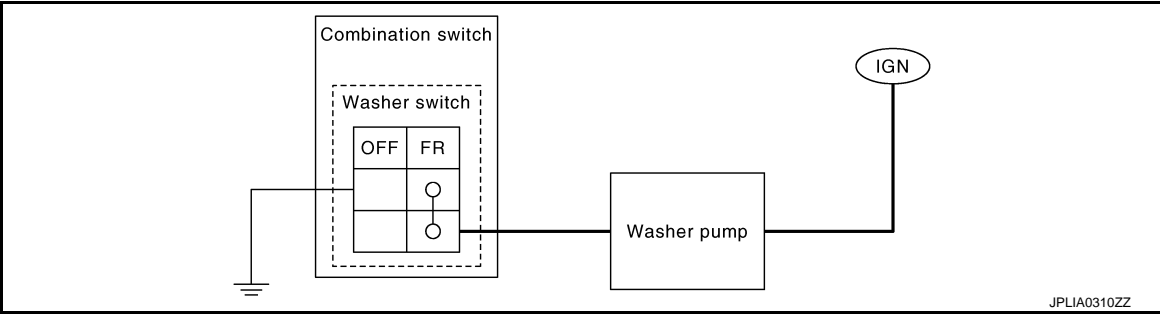 Combination switch
IGN
Washer switch
OFF FR
Washer pump
JPLIA0310ZZ